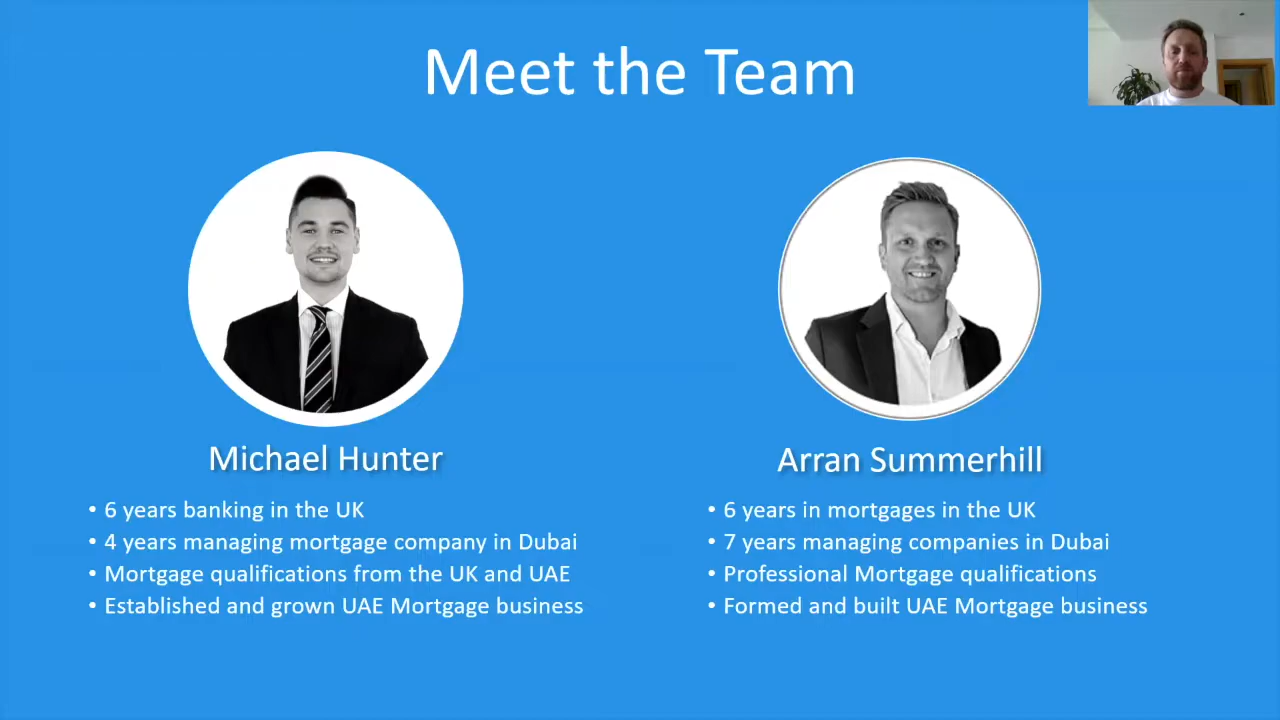 Meet the Team
Michael Hunter
• 6 years banking in the UK
• 4 years managing mortgage company in Dubai
• Mortgage qualifications from the UK and UAE
• Established and grown UAE Mortgage business
Arran Summerhill
• 6 years in mortgages in the UK
• 7 years managing companies in Dubai
• Professional Mortgage qualifications
• Formed and built UAE Mortgage business